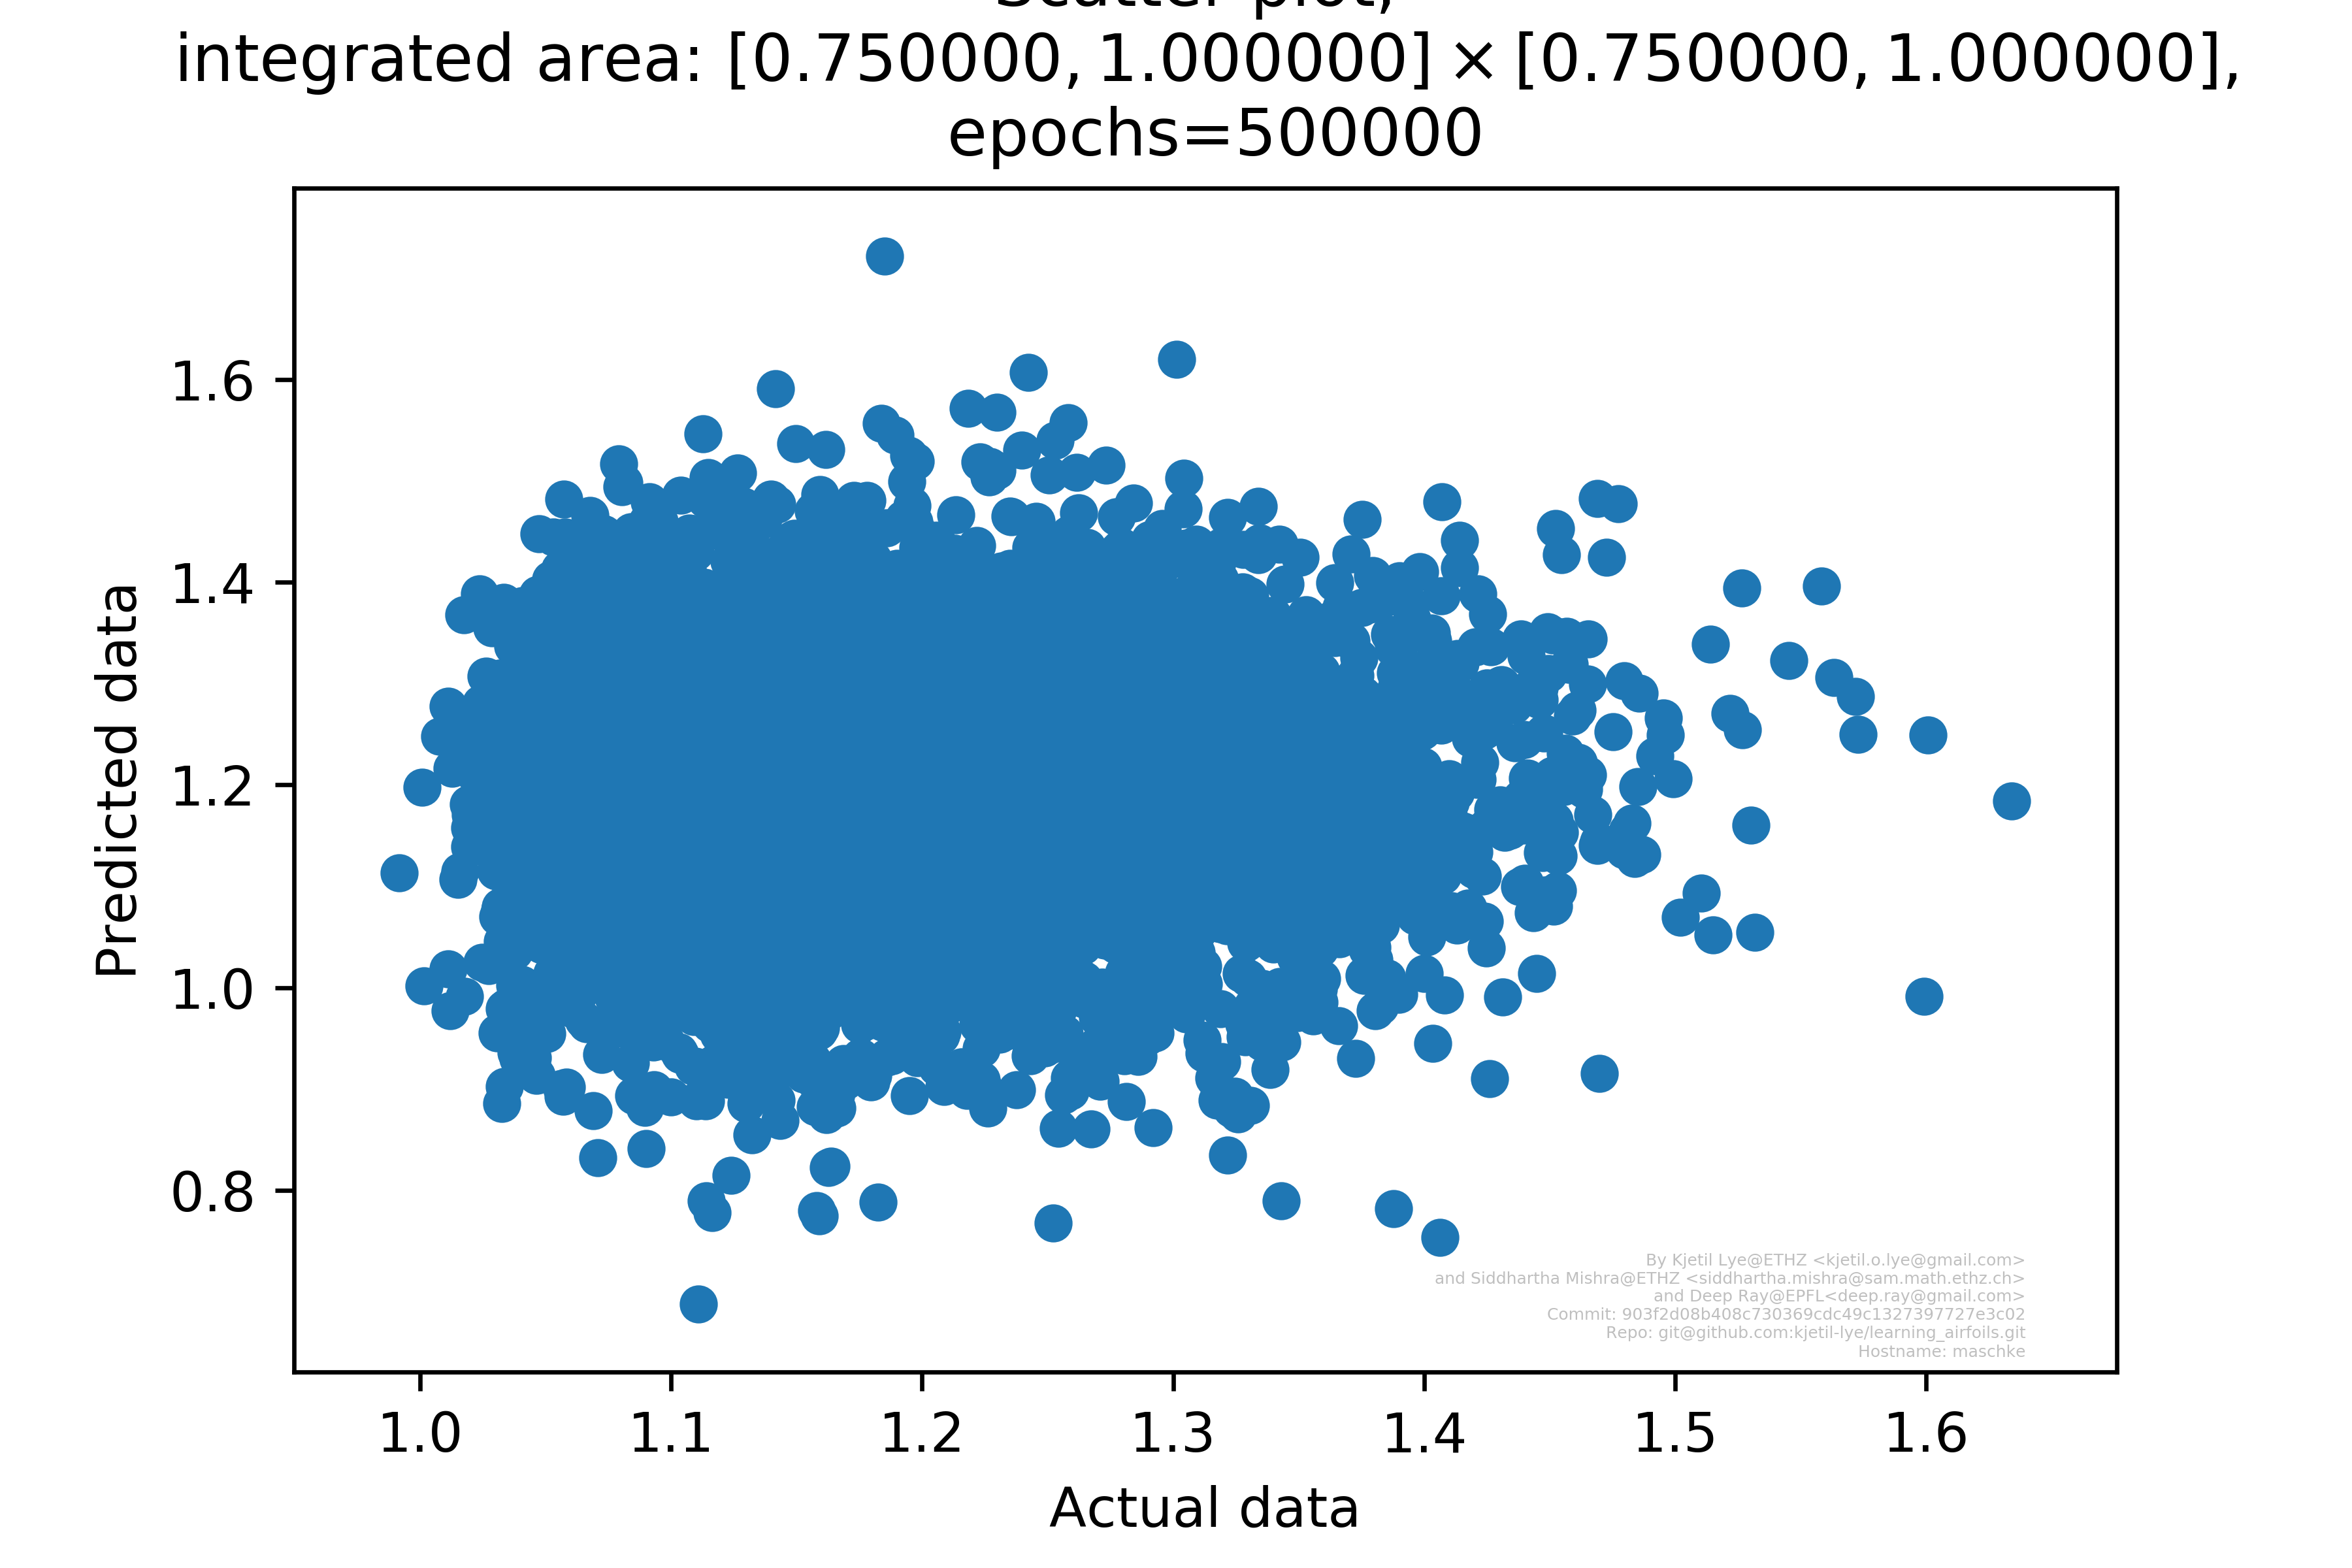 Scatter plot,
integrated area: [0.750000, 1.000000] × [0.750000, 1.000000],
epochs=500000
1.6
1.4
1.2
1.0
0.8
Predicted data
1.0 1.1 1.2 1.3 1.4 1.5 1.6
Actual data
By Kjetil Lye@ETHZ <kjetil.o.lye@gmail.com>
and Siddhartha Mishra@ETHZ <siddhartha.mishra@sam.math.ethz.ch>
and Deep Ray@EPFL<deep.ray@gmail.com>
Commit: 903f2d08b408c730369cdc49c1327397727e3c02
Repo: git@github.com:kjetil-lye/learning_airfoils.git
Hostname: maschke